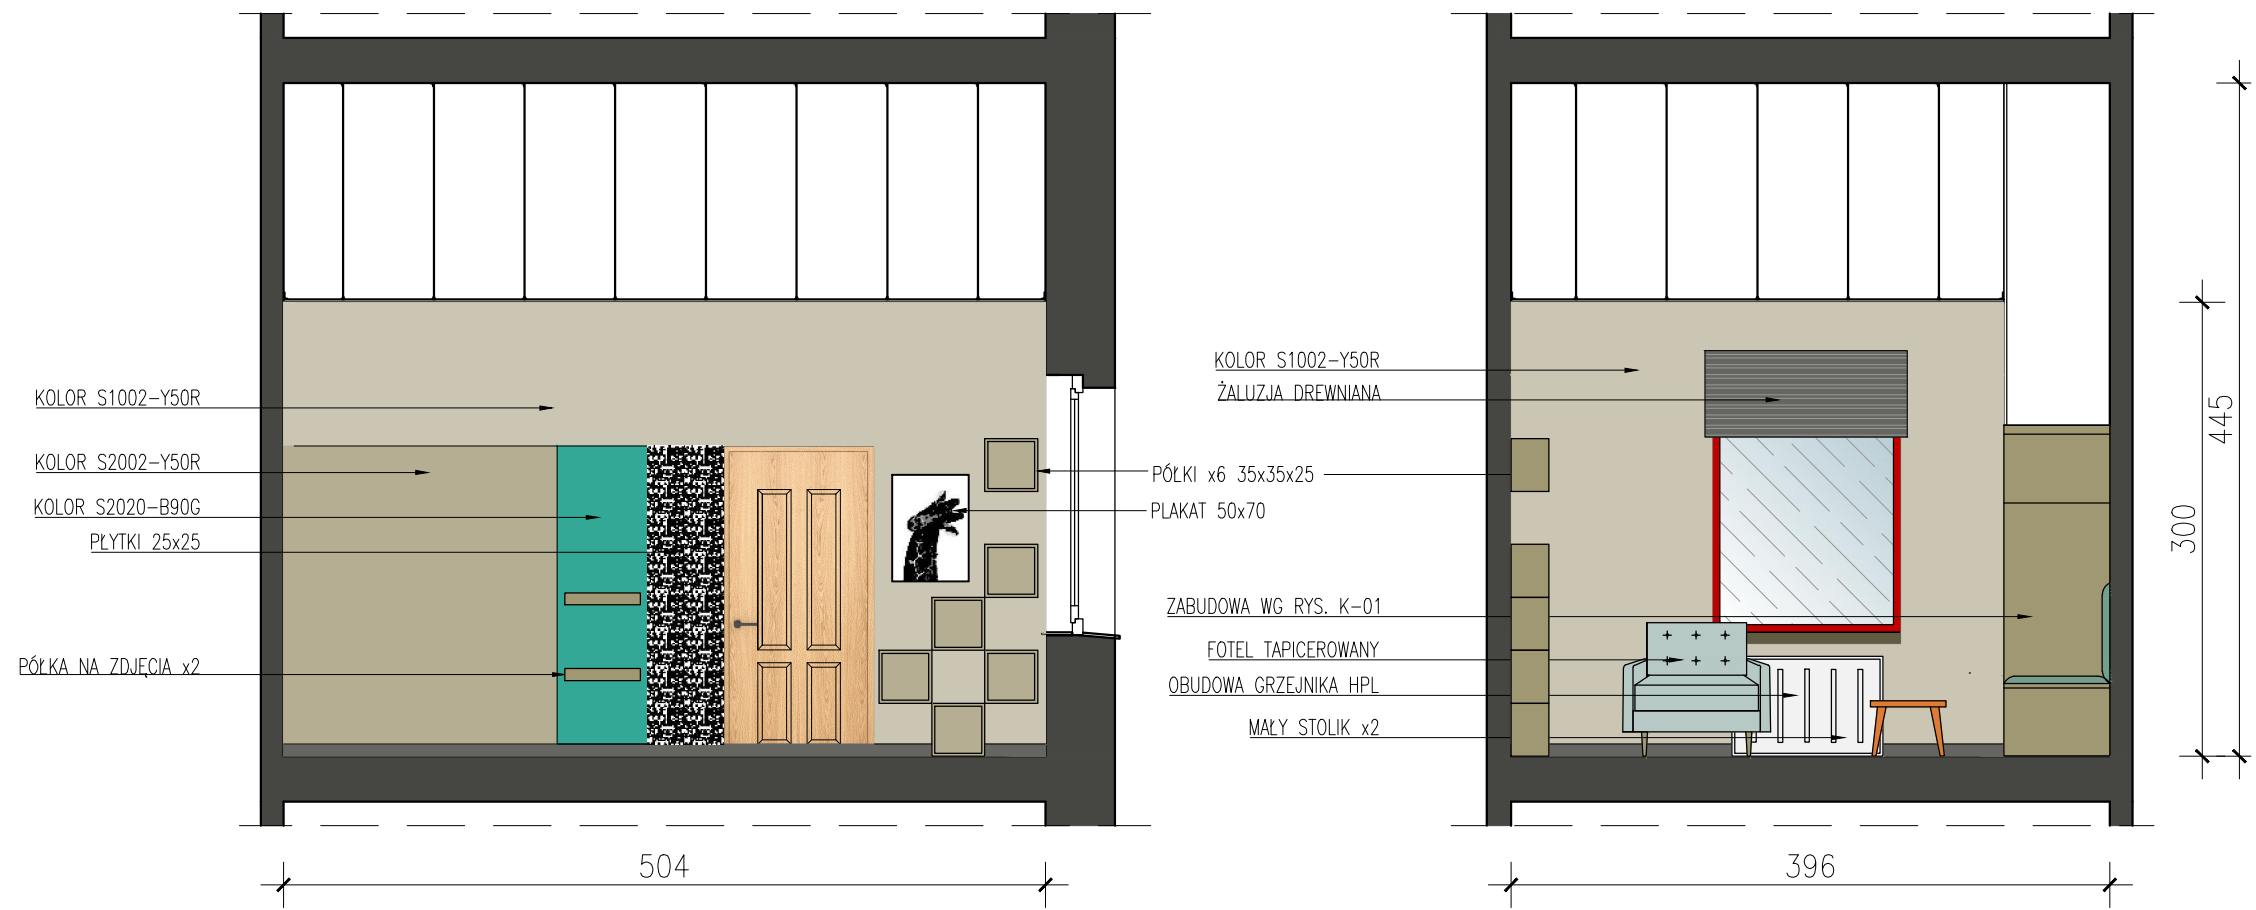 KOLOR S1002-Y50R
KOLOR S2002-Y50R
KOLOR S2020-B90G
PŁYTKI 25x25
PÓŁKA NA ZDJĘCIA x2
PÓŁKI x6 35x35x25
PLAKAT 50x70
504
KOLOR S1002-Y50R
ŻALUZJA DREWNIANA
ZABUDOWA WG RYS. K-01
FOTEL TAPICEROWANY
OBUDOWA GRZEJNIKA HPL
MAŁY STOLIK x2
396
300
445